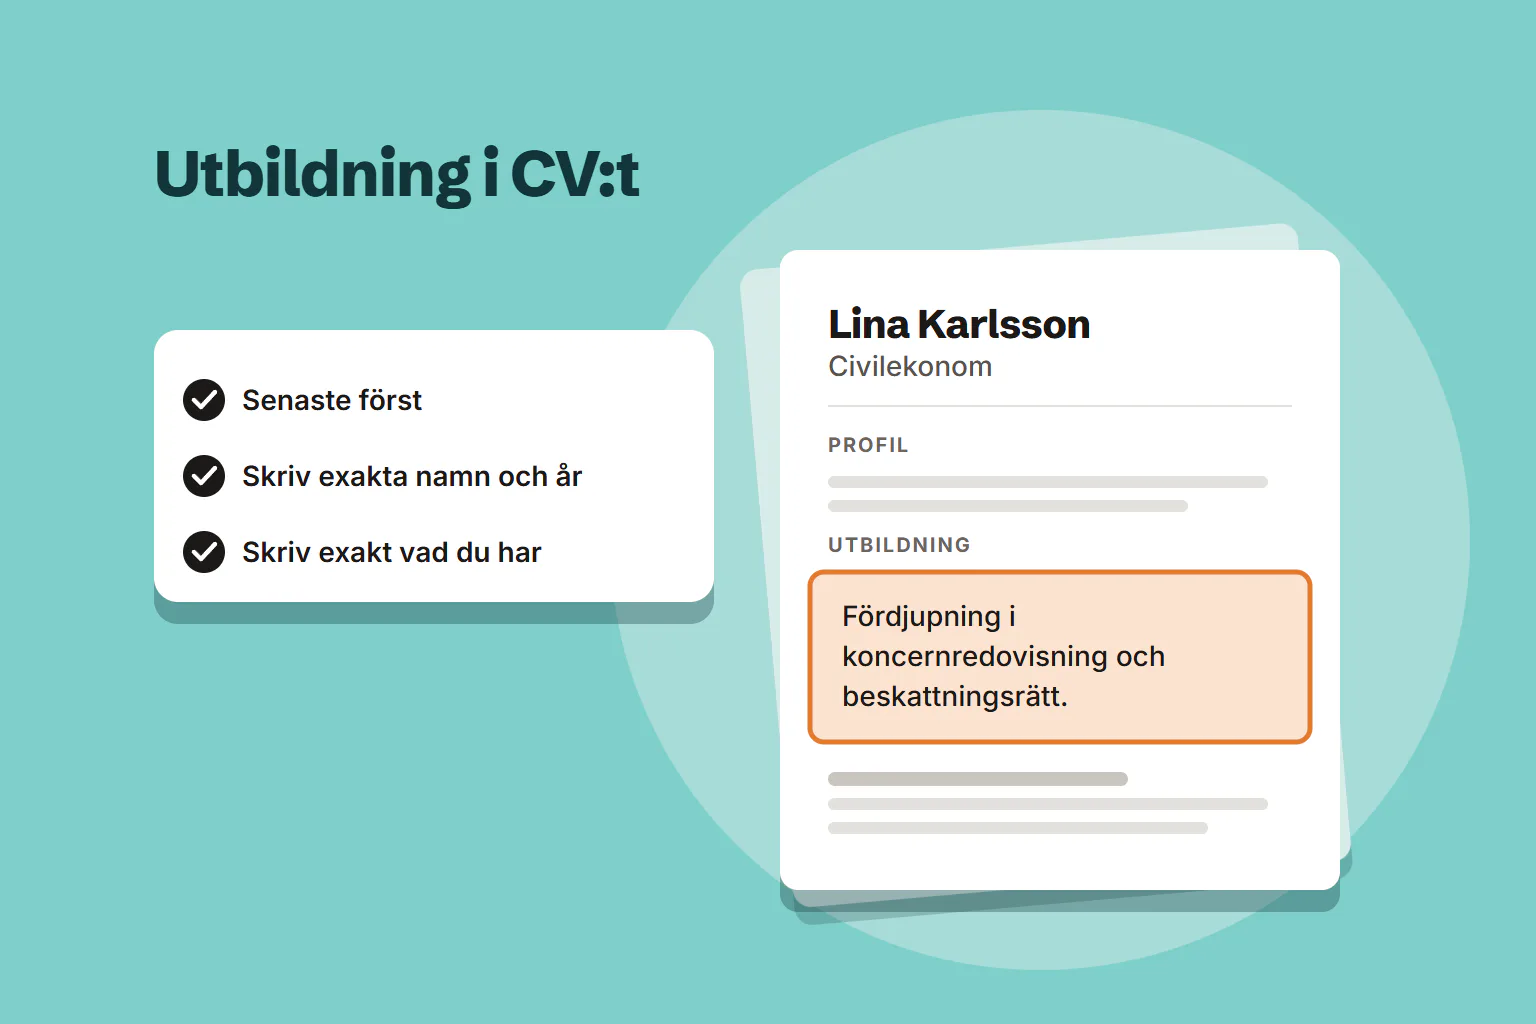 Utbildning i CV:t
Senaste först
Skriv exakta namn och år
Skriv exakt vad du har
Lina Karlsson
Civilekonom
PROFIL
UTBILDNING
Fördjupning i
koncernredovisning och
beskattningsrätt.